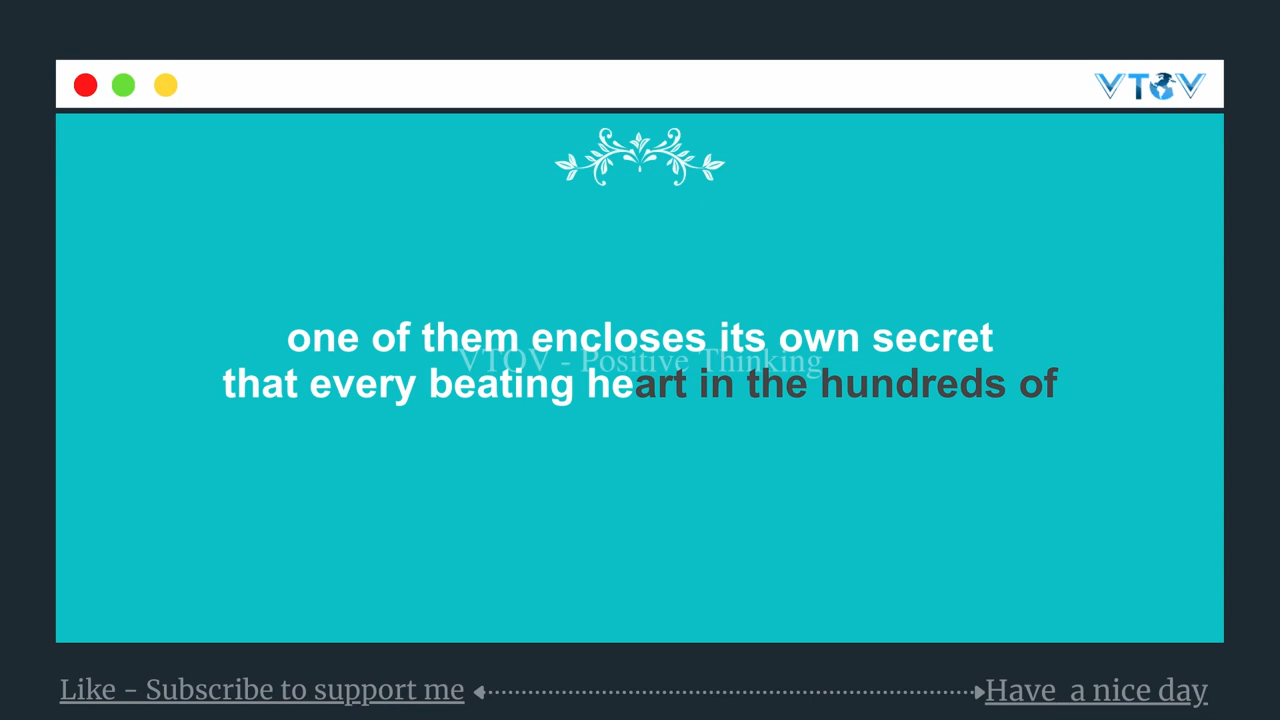 VTOV
one of them encloses its own secret
VTOV - Positive Thinking
that every beating heart in the hundreds of
Like - Subscribe to support me
Have a nice day